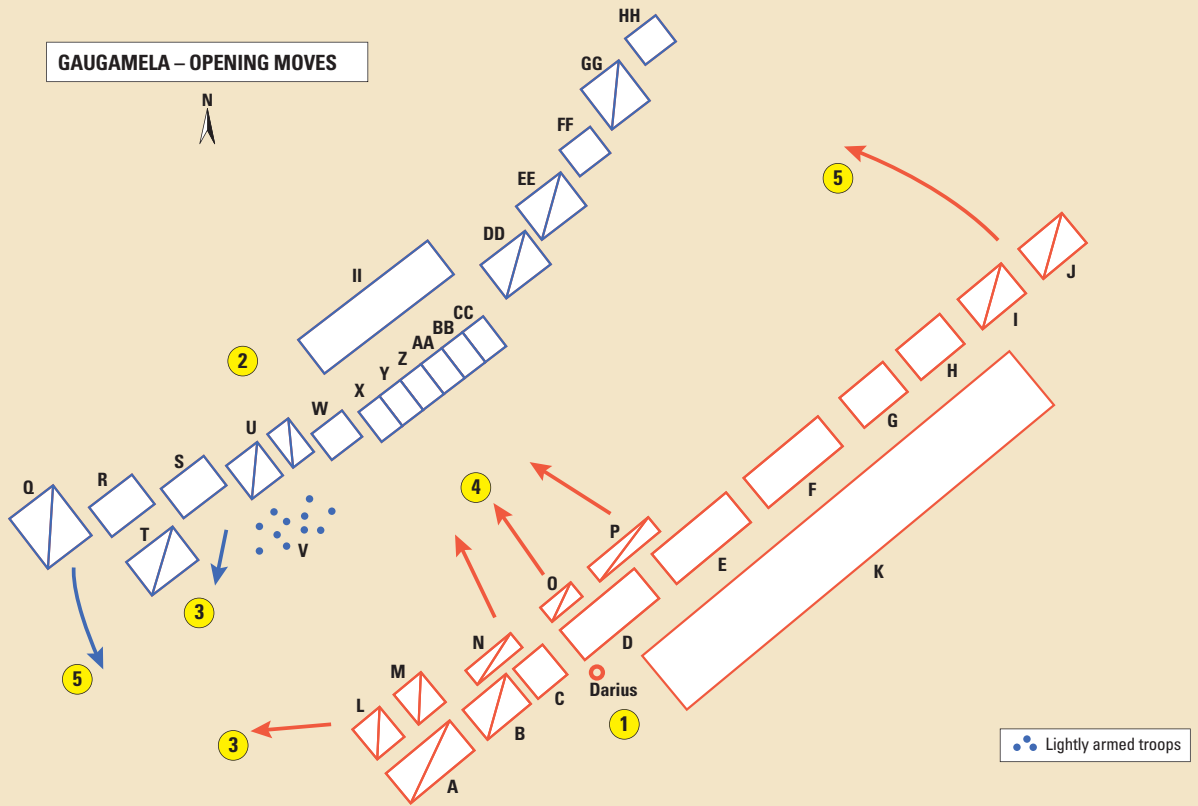 GAUGAMELA – OPENING MOVES
N
HH
GG
FF
EE
DD
II
CC
BB
AA
Z
Y
X
W
U
S
R
Q
T
V
2
3
5
5
4
J
I
H
G
F
K
P
E
O
D
N
C
M
B
L
A
Darius
1
3
Lightly armed troops